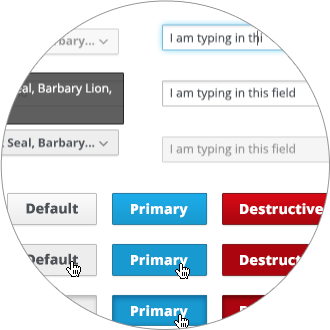 rbary...
I am typing in thi
eal, Barbary Lion,
I am typing in this field
Seal, Barbary...
I am typing in this field
Default Primary Destructive
Default Primary Destruct
Primary